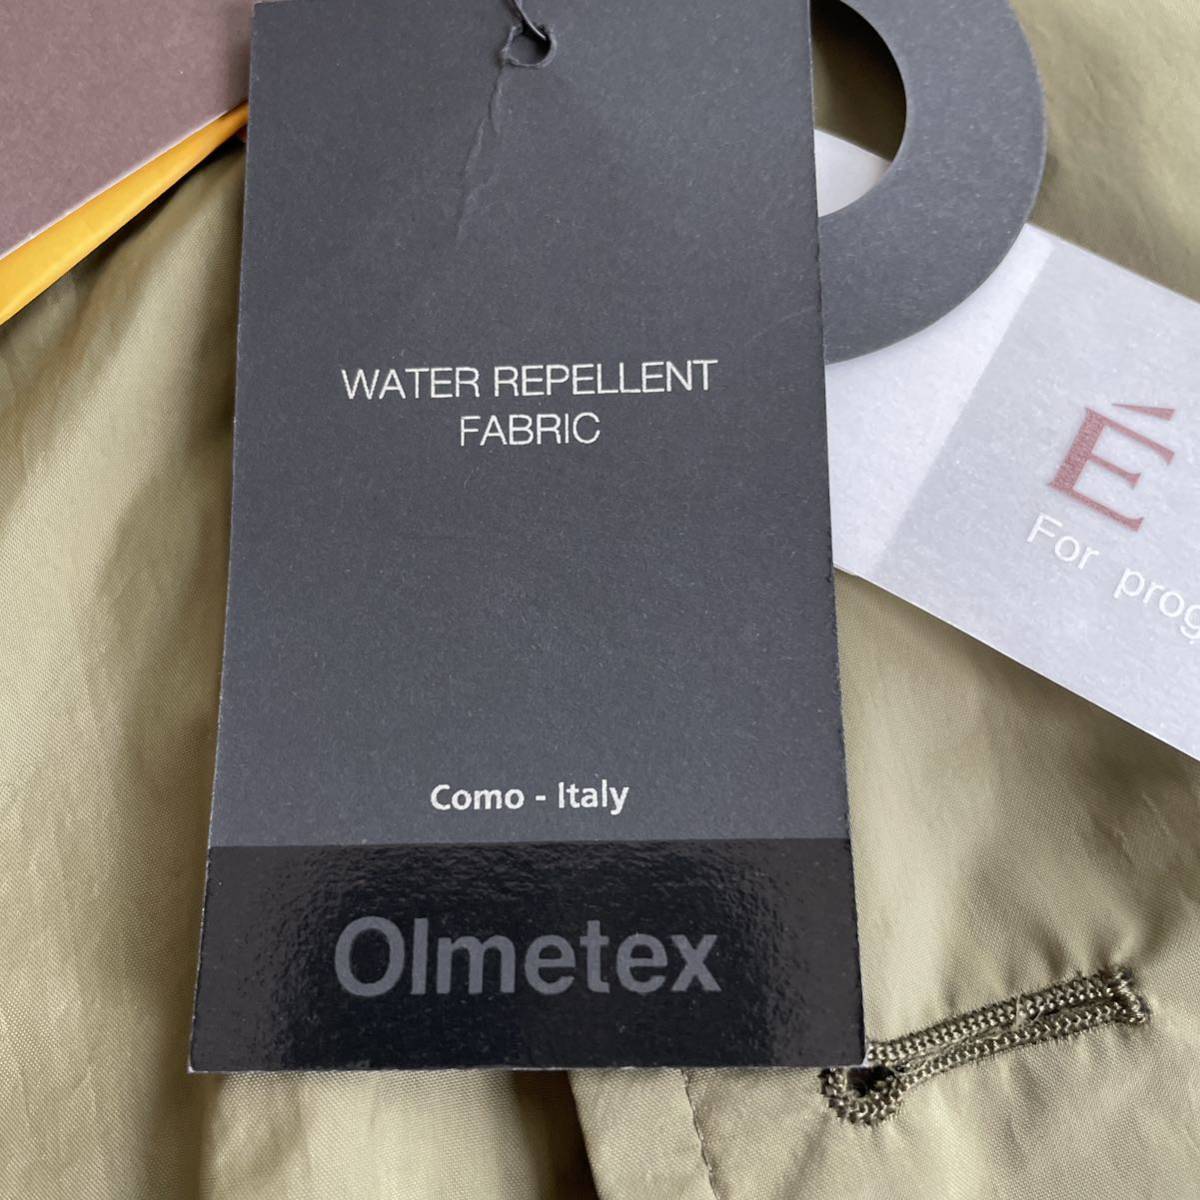 WATER REPELLENT
FABRIC
Como - Italy
Olmetex
É
For